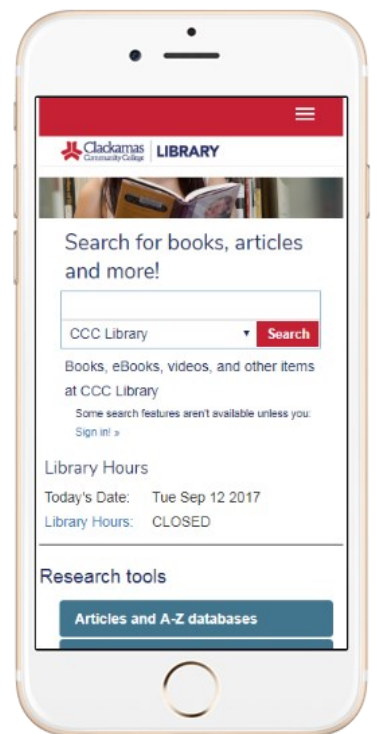 Clackamas
Community College
LIBRARY
Search for books, articles
and more!
CCC Library
Search
Books, eBooks, videos, and other items
at CCC Library
Some search features aren't available unless you:
Sign in! »
Library Hours
Today's Date: Tue Sep 12 2017
Library Hours: CLOSED
Research tools
Articles and A-Z databases